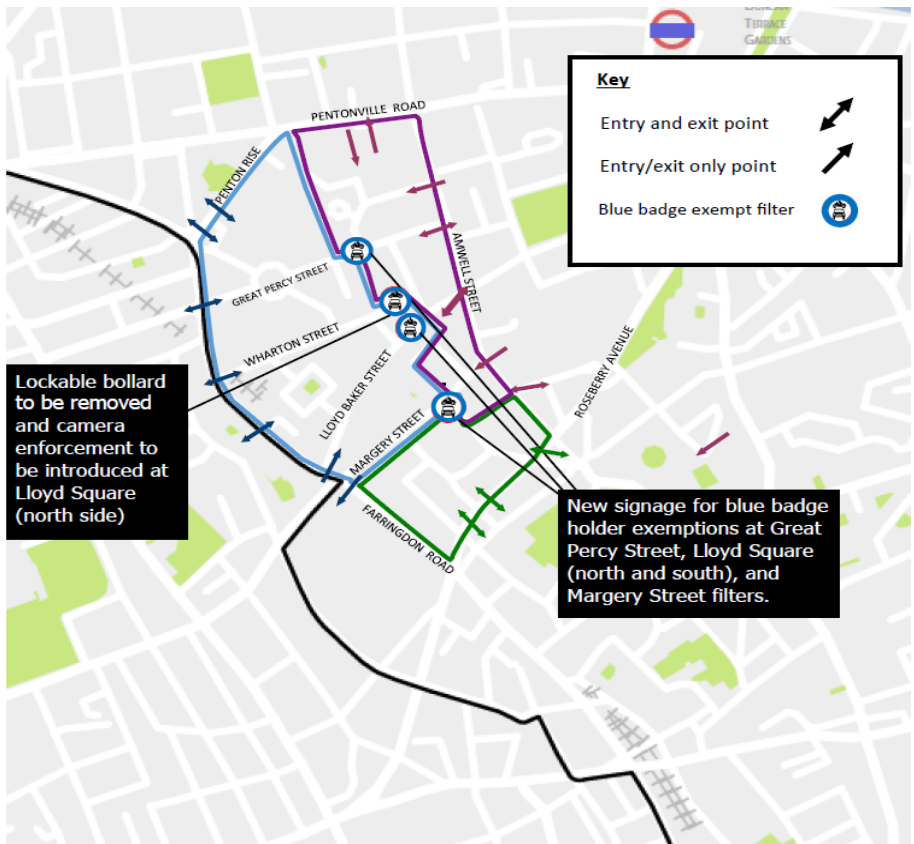 DUNCAN
TERRACE
GARDENS
Key
Entry and exit point
Entry/exit only point
Blue badge exempt filter
PENTONVILLE ROAD
PENTON RISE
GREAT PERCY STREET
AMWELL STREET
WHARTON STREET
LLOYD BAKER STREET
ROSEBERRY AVENUE
MARGERY STREET
FARRINGDON ROAD
Lockable bollard
to be removed
and camera
enforcement to
be introduced at
Lloyd Square
(north side)
New signage for blue badge
holder exemptions at Great
Percy Street, Lloyd Square
(north and south), and
Margery Street filters.